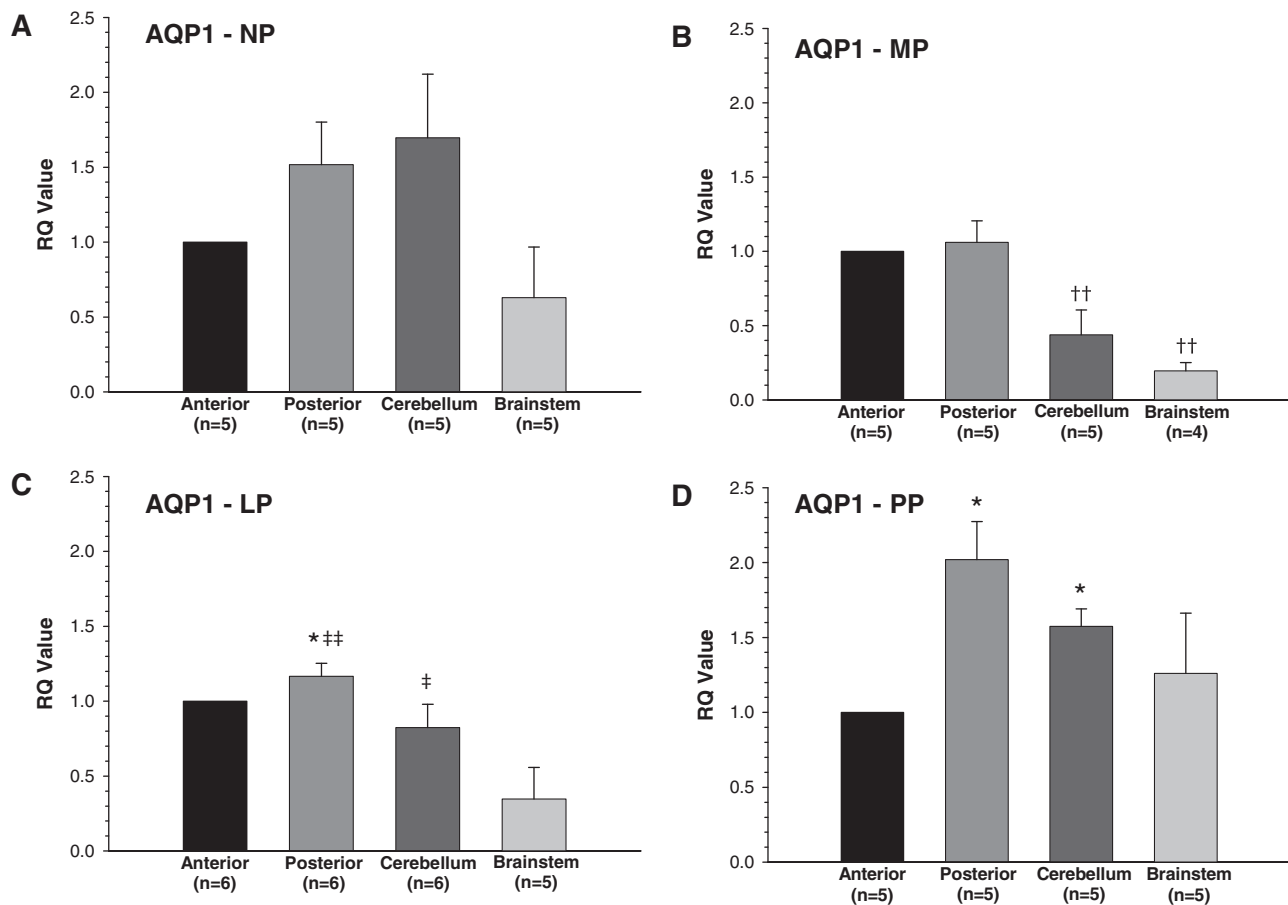 A
AQP1 - NP
RQ Value
2.5
2.0
1.5
1.0
0.5
0.0
Anterior Posterior Cerebellum Brainstem
(n=5) (n=5) (n=5) (n=5)
B
AQP1 - MP
RQ Value
2.5
2.0
1.5
1.0
0.5
0.0
††
††
Anterior Posterior Cerebellum Brainstem
(n=5) (n=5) (n=5) (n=4)
C
AQP1 - LP
RQ Value
2.5
2.0
1.5
1.0
0.5
0.0
*‡‡
‡
Anterior Posterior Cerebellum Brainstem
(n=6) (n=6) (n=6) (n=5)
D
AQP1 - PP
RQ Value
2.5
2.0
1.5
1.0
0.5
0.0
*
*
Anterior Posterior Cerebellum Brainstem
(n=5) (n=5) (n=5) (n=5)